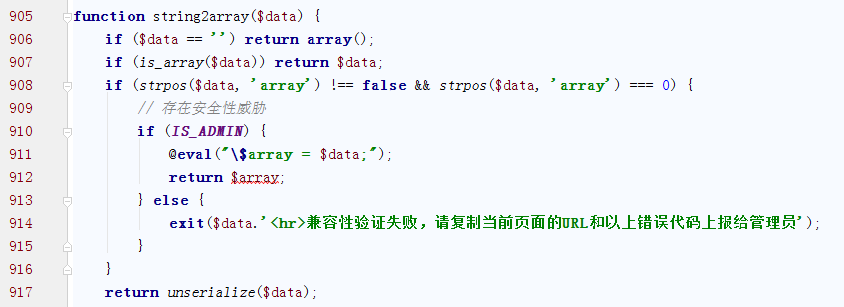 905 function string2array($data) {
906 if ($data == '') return array();
907 if (is_array($data)) return $data;
908 if (strpos($data, 'array') !== false && strpos($data, 'array') === 0) {
909 // 存在安全性威胁
910 if (IS_ADMIN) {
911 @eval("\$array = $data;");
912 return $array;
913 } else {
914 exit($data.'<hr>兼容性验证失败，请复制当前页面的URL和以上错误代码上报给管理员');
915 }
916 }
917 return unserialize($data);